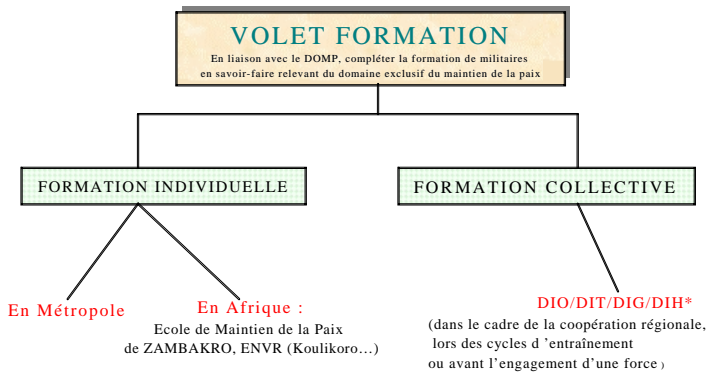 VOLET FORMATION
En liaison avec le DOMP, compléter la formation de militaires
en savoir-faire relevant du domaine exclusif du maintien de la paix
FORMATION INDIVIDUELLE
FORMATION COLLECTIVE
En Métropole
En Afrique :
Ecole de Maintien de la Paix
de ZAMBAKRO, ENVR (Koulikoro…)
DIO/DIT/DIG/DIH*
(dans le cadre de la coopération régionale,
lors des cycles d ’entraînement
ou avant l’engagement d’une force )